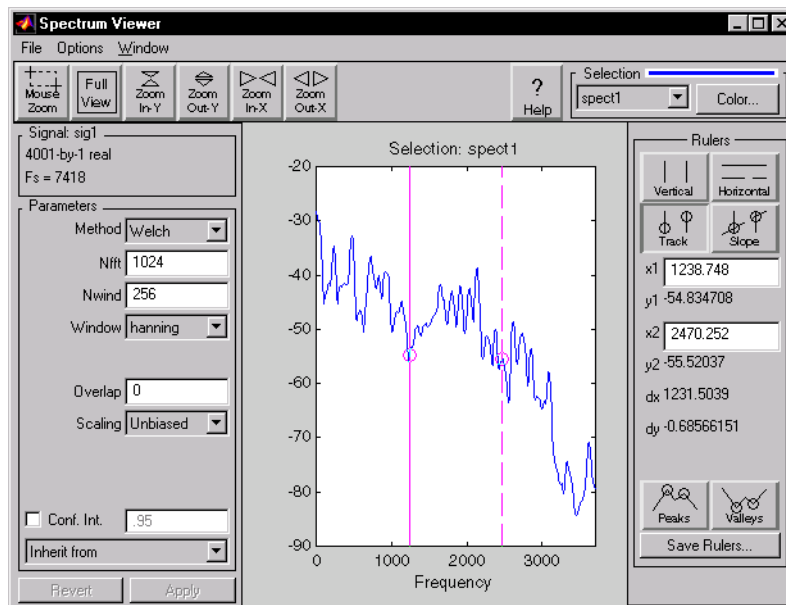 Spectrum Viewer
File Options Window
Mouse Zoom
Full View
Zoom In-Y
Zoom Out-Y
Zoom In-X
Zoom Out-X
? Help
Selection
spect1
Color...
Signal: sig1
4001-by-1 real
Fs = 7418
Parameters
Method Welch
Nfft 1024
Nwind 256
Window hanning
Overlap 0
Scaling Unbiased
Conf. Int. .95
Inherit from
Revert Apply
Selection: spect1
-20
-30
-40
-50
-60
-70
-80
-90
0 1000 2000 3000
Frequency
Rulers
Vertical Horizontal
Track Slope
x1 1238.748
y1 -54.834708
x2 2470.252
y2 -55.52037
dx 1231.5039
dy -0.68566151
Peaks Valleys
Save Rulers...